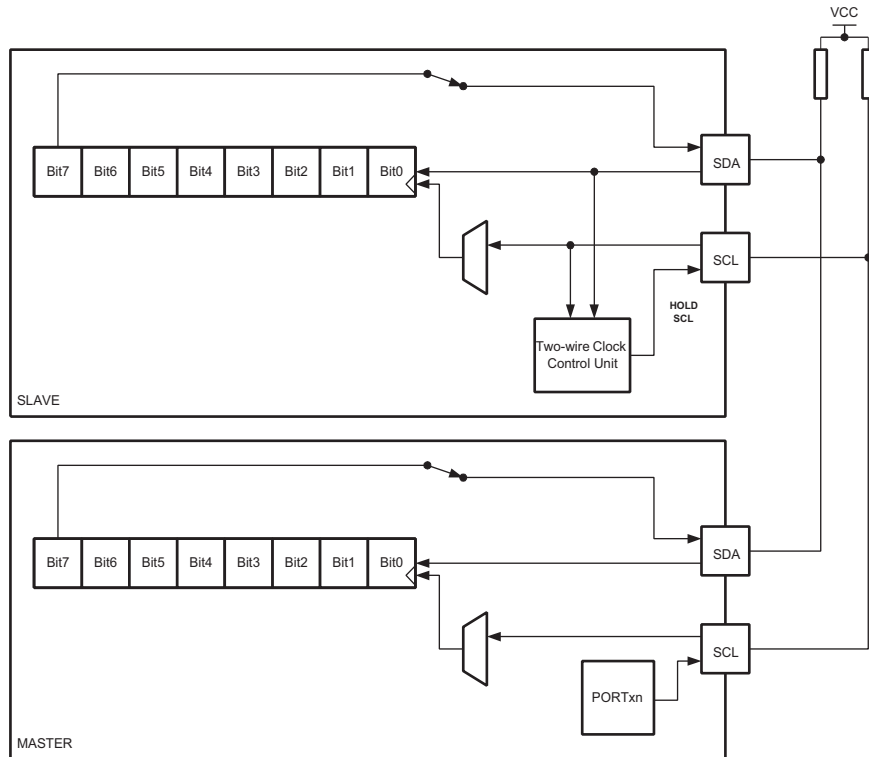 VCC
Bit7 Bit6 Bit5 Bit4 Bit3 Bit2 Bit1 Bit0
SDA
SCL
HOLD
SCL
Two-wire Clock
Control Unit
SLAVE
Bit7 Bit6 Bit5 Bit4 Bit3 Bit2 Bit1 Bit0
SDA
SCL
PORTxn
MASTER